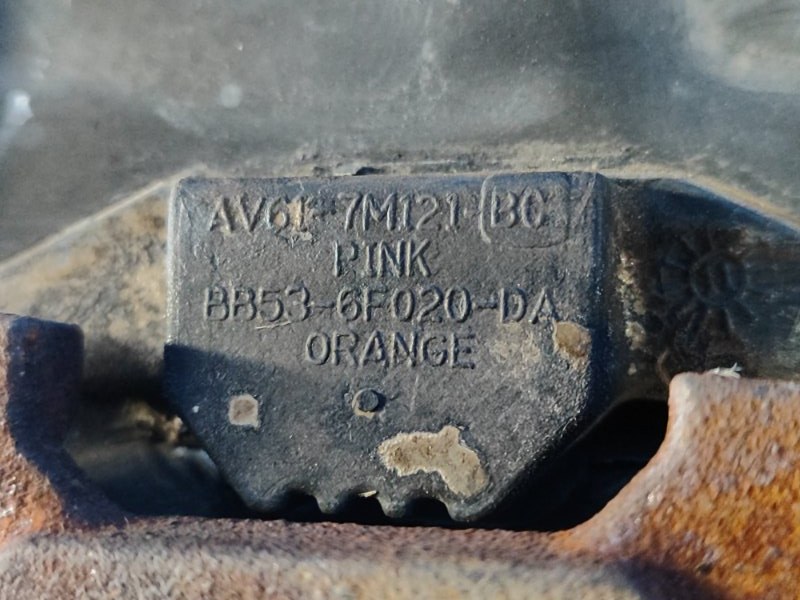 AV61-7M121-BC
PINK
BB53-6F020-DA
ORANGE